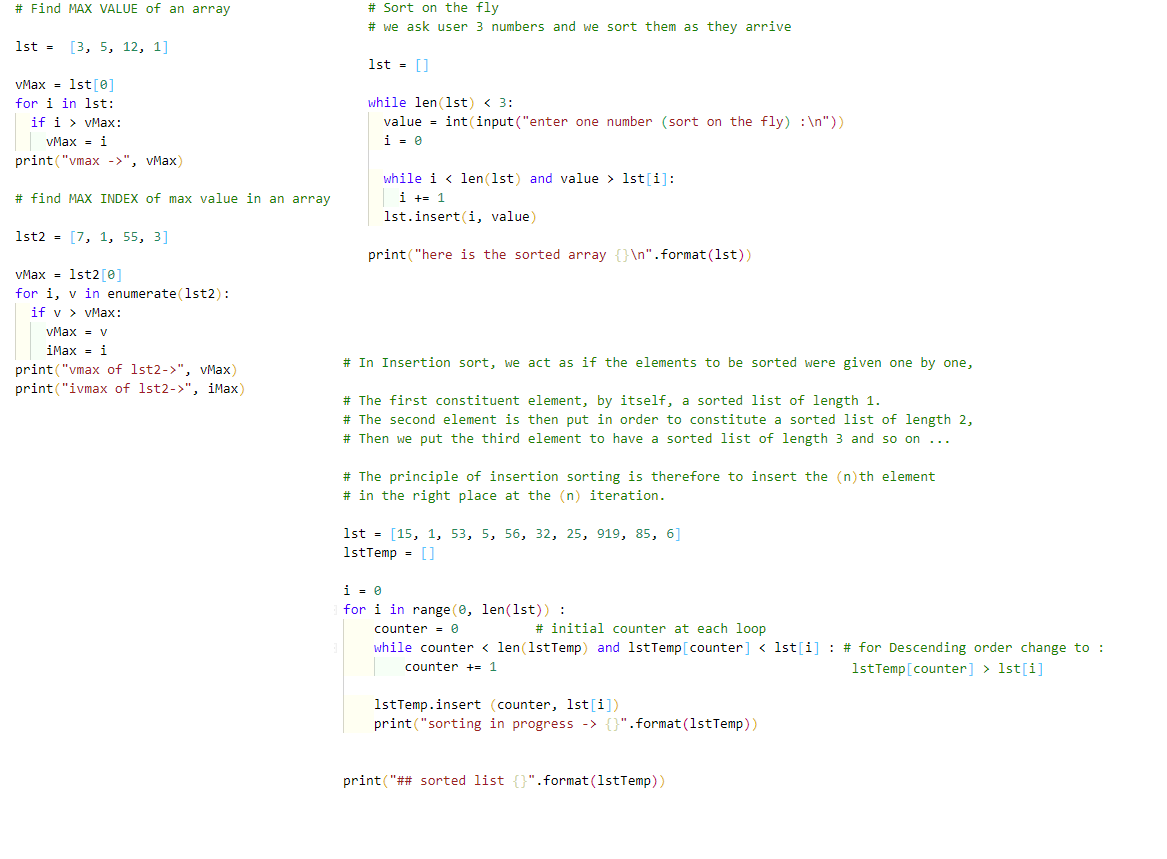 # Find MAX VALUE of an array
lst =  [3, 5, 12, 1]
vMax = lst[0]
for i in lst:
  if i > vMax:
    vMax = i
print("vmax ->", vMax)
# find MAX INDEX of max value in an array
lst2 = [7, 1, 55, 3]
vMax = lst2[0]
for i, v in enumerate(lst2):
  if v > vMax:
    vMax = v
    iMax = i
print("vmax of lst2->", vMax)
print("ivmax of lst2->", iMax)
# Sort on the fly
# we ask user 3 numbers and we sort them as they arrive
lst = []
while len(lst) < 3:
  value = int(input("enter one number (sort on the fly) :\n"))
  i = 0
  while i < len(lst) and value > lst[i]:
    i += 1
  lst.insert(i, value)
print("here is the sorted array {}\n".format(lst))
# In Insertion sort, we act as if the elements to be sorted were given one by one,
# The first constituent element, by itself, a sorted list of length 1.
# The second element is then put in order to constitute a sorted list of length 2,
# Then we put the third element to have a sorted list of length 3 and so on ...
# The principle of insertion sorting is therefore to insert the (n)th element
# in the right place at the (n) iteration.
lst = [15, 1, 53, 5, 56, 32, 25, 919, 85, 6]
lstTemp = []
i = 0
for i in range(0, len(lst)) :
    counter = 0          # initial counter at each loop
    while counter < len(lstTemp) and lstTemp[counter] < lst[i] : # for Descending order change to :
        counter += 1                                              lstTemp[counter] > lst[i]
    lstTemp.insert (counter, lst[i])
    print("sorting in progress -> {}".format(lstTemp))
print("## sorted list {}".format(lstTemp))